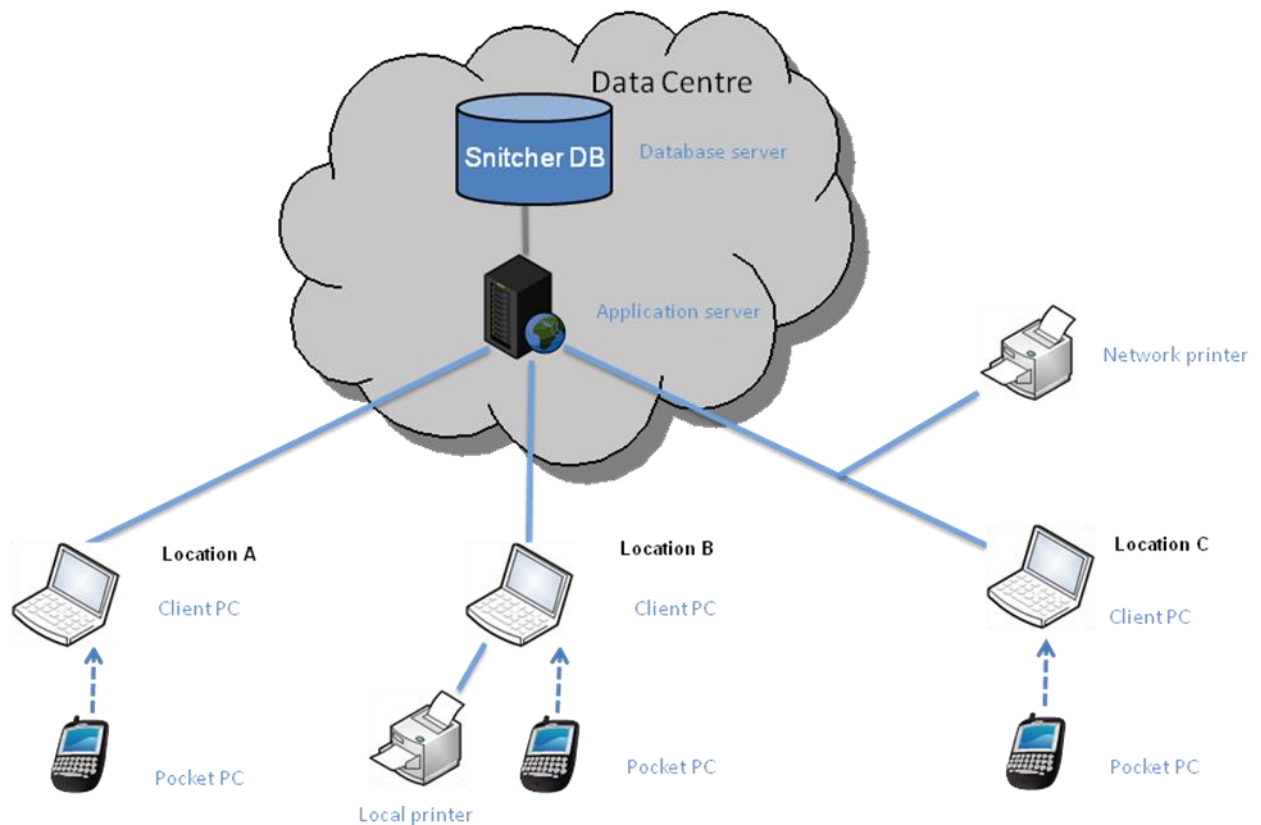 Data Centre
Snitcher DB
Database server
Application server
Network printer
Location A
Location B
Location C
Client PC
Client PC
Client PC
Pocket PC
Pocket PC
Pocket PC
Local printer